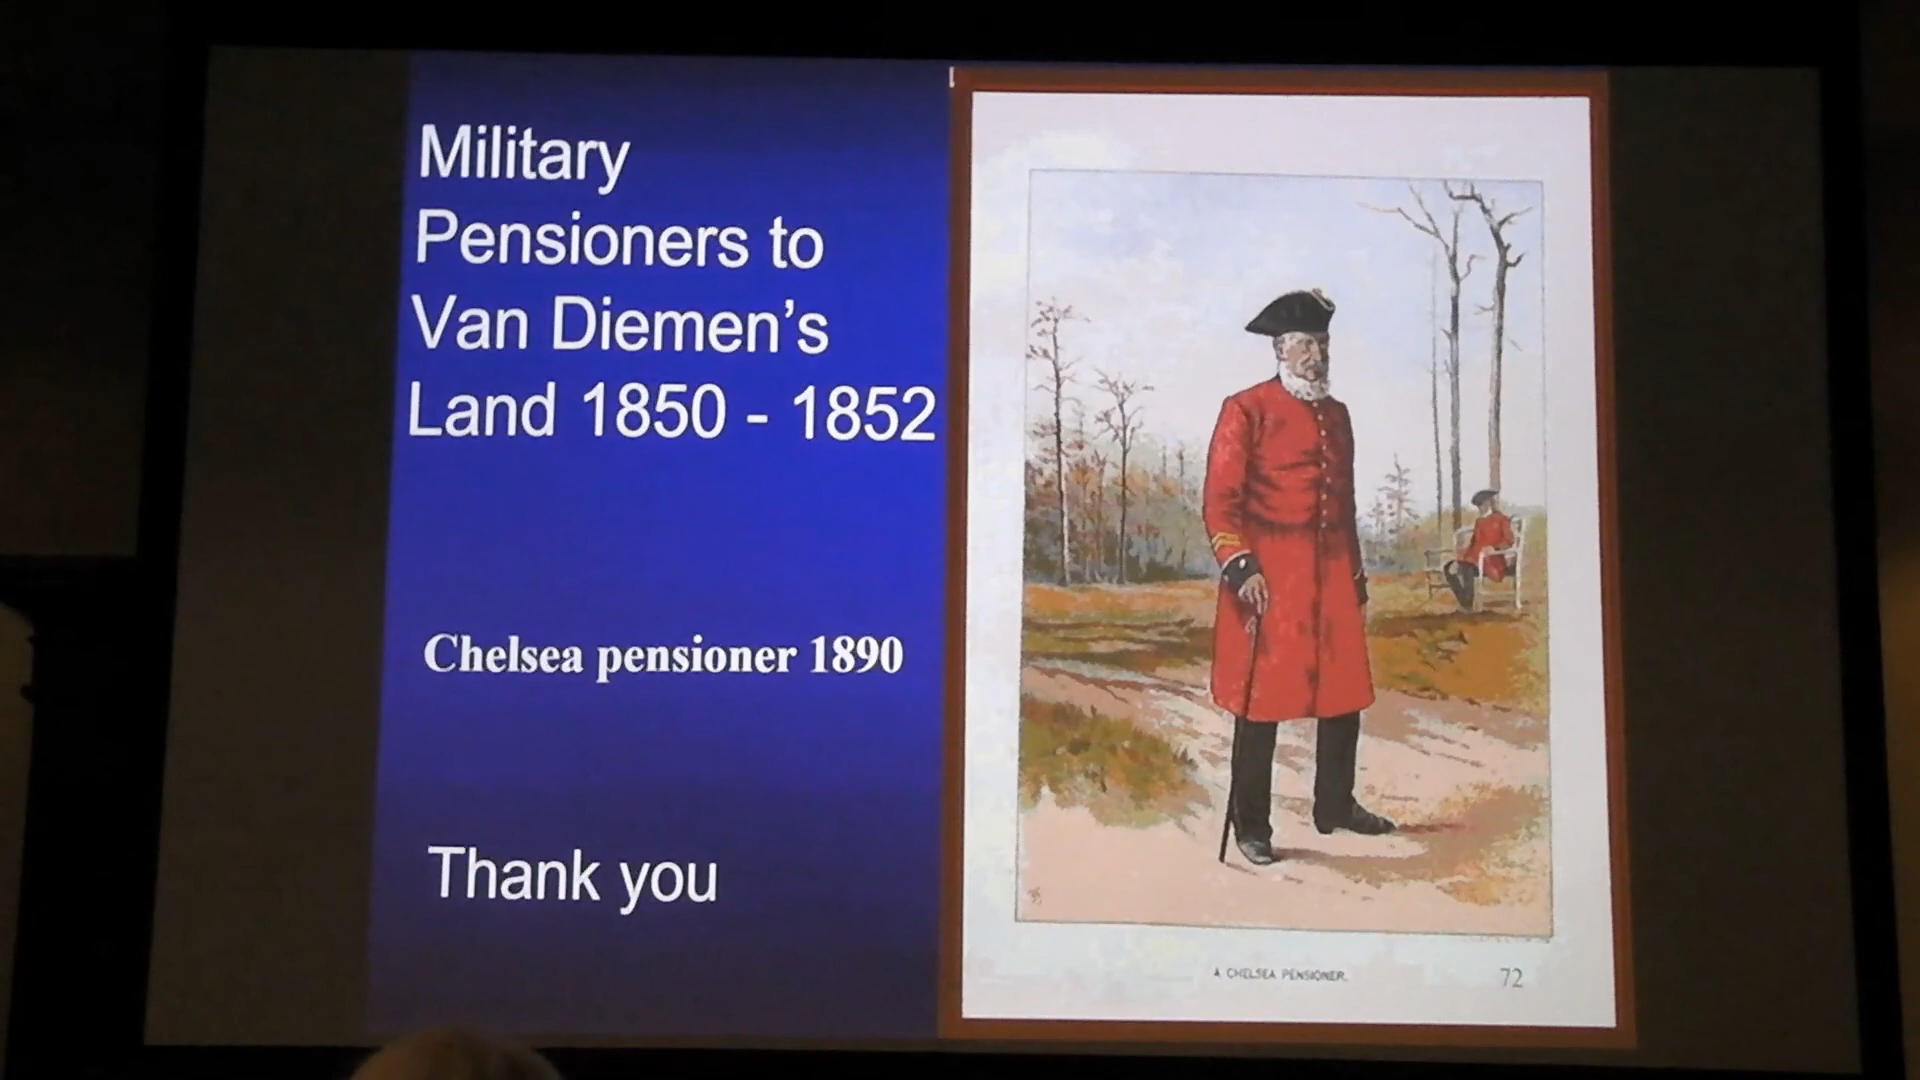 Military
Pensioners to
Van Diemen's
Land 1850 - 1852
Chelsea pensioner 1890
Thank you
A CHELSEA PENSIONER.
72